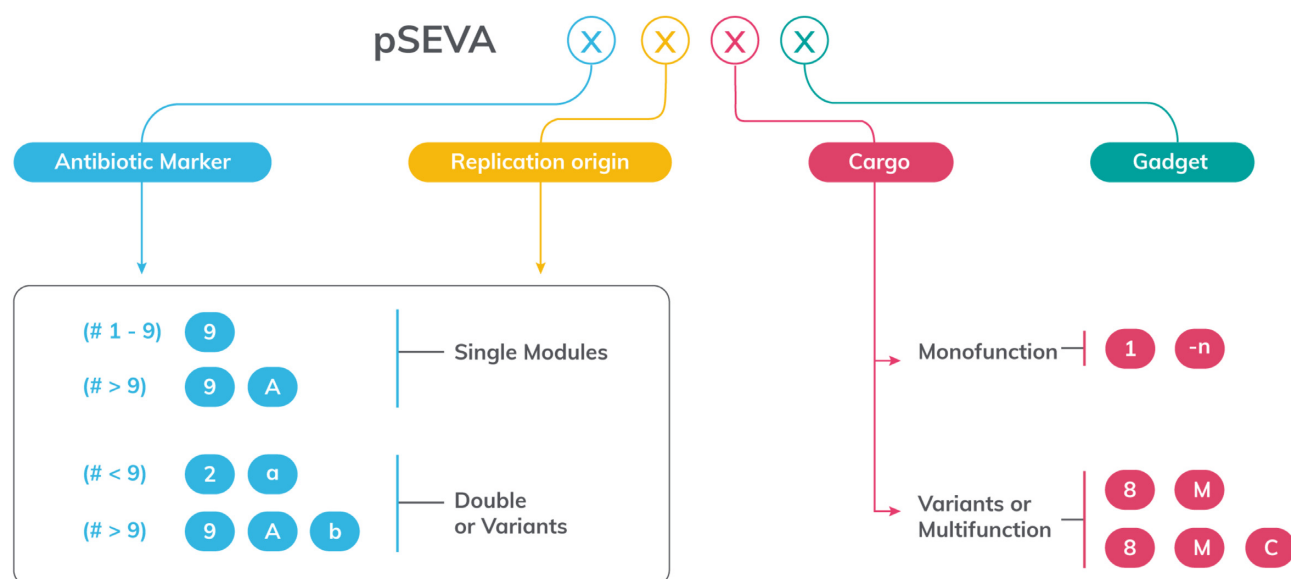 pSEVA X X X X
Antibiotic Marker
Replication origin
Cargo
Gadget
(# 1 - 9) 9
(# > 9) 9 A
Single Modules
(# < 9) 2 a
(# > 9) 9 A b
Double
or Variants
Monofunction
1 -n
Variants or
Multifunction
8 M
8 M C